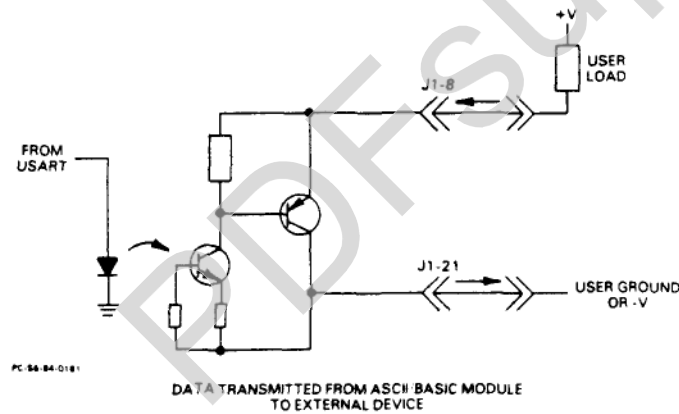 +V
USER
LOAD
J1-8
FROM
USART
J1-21
USER GROUND
OR -V
PC-S6-84-0181
DATA TRANSMITTED FROM ASCII-BASIC MODULE
TO EXTERNAL DEVICE